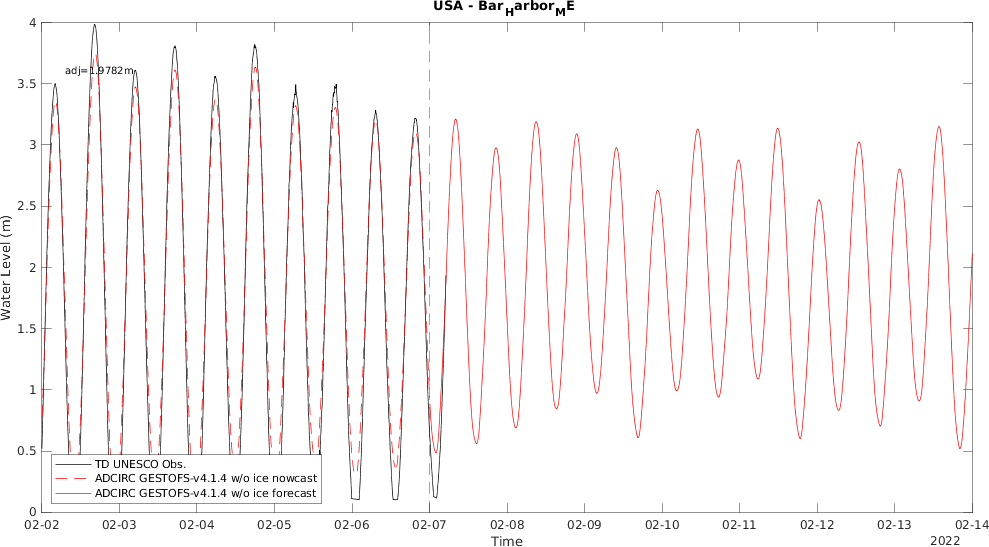 USA - Bar_Harbor_ME
adj=1.9782m
Water Level (m)
4
3.5
3
2.5
2
1.5
1
0.5
0
TD UNESCO Obs.
ADCIRC GESTOFS-v4.1.4 w/o ice nowcast
ADCIRC GESTOFS-v4.1.4 w/o ice forecast
02-02 02-03 02-04 02-05 02-06 02-07 02-08 02-09 02-10 02-11 02-12 02-13 02-14
Time
2022